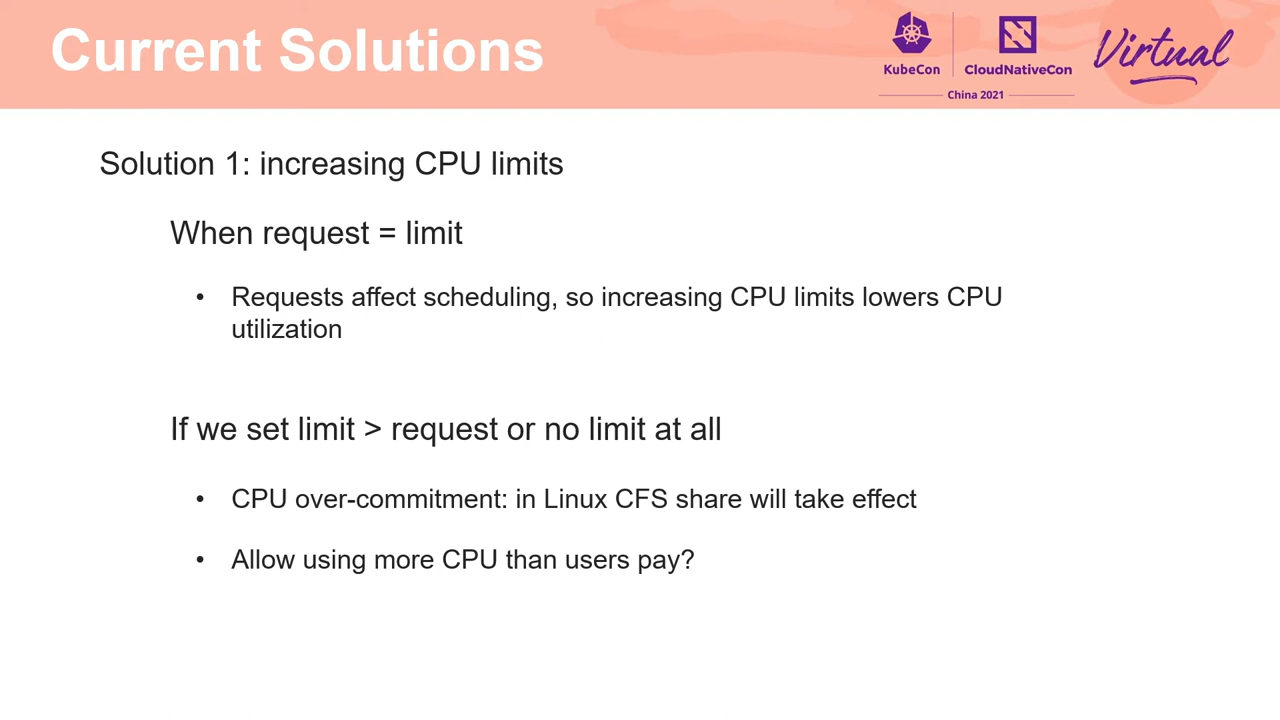 Current Solutions
KubeCon
CloudNativeCon
China 2021
Virtual
Solution 1: increasing CPU limits
When request = limit
• Requests affect scheduling, so increasing CPU limits lowers CPU
utilization
If we set limit > request or no limit at all
• CPU over-commitment: in Linux CFS share will take effect
• Allow using more CPU than users pay?